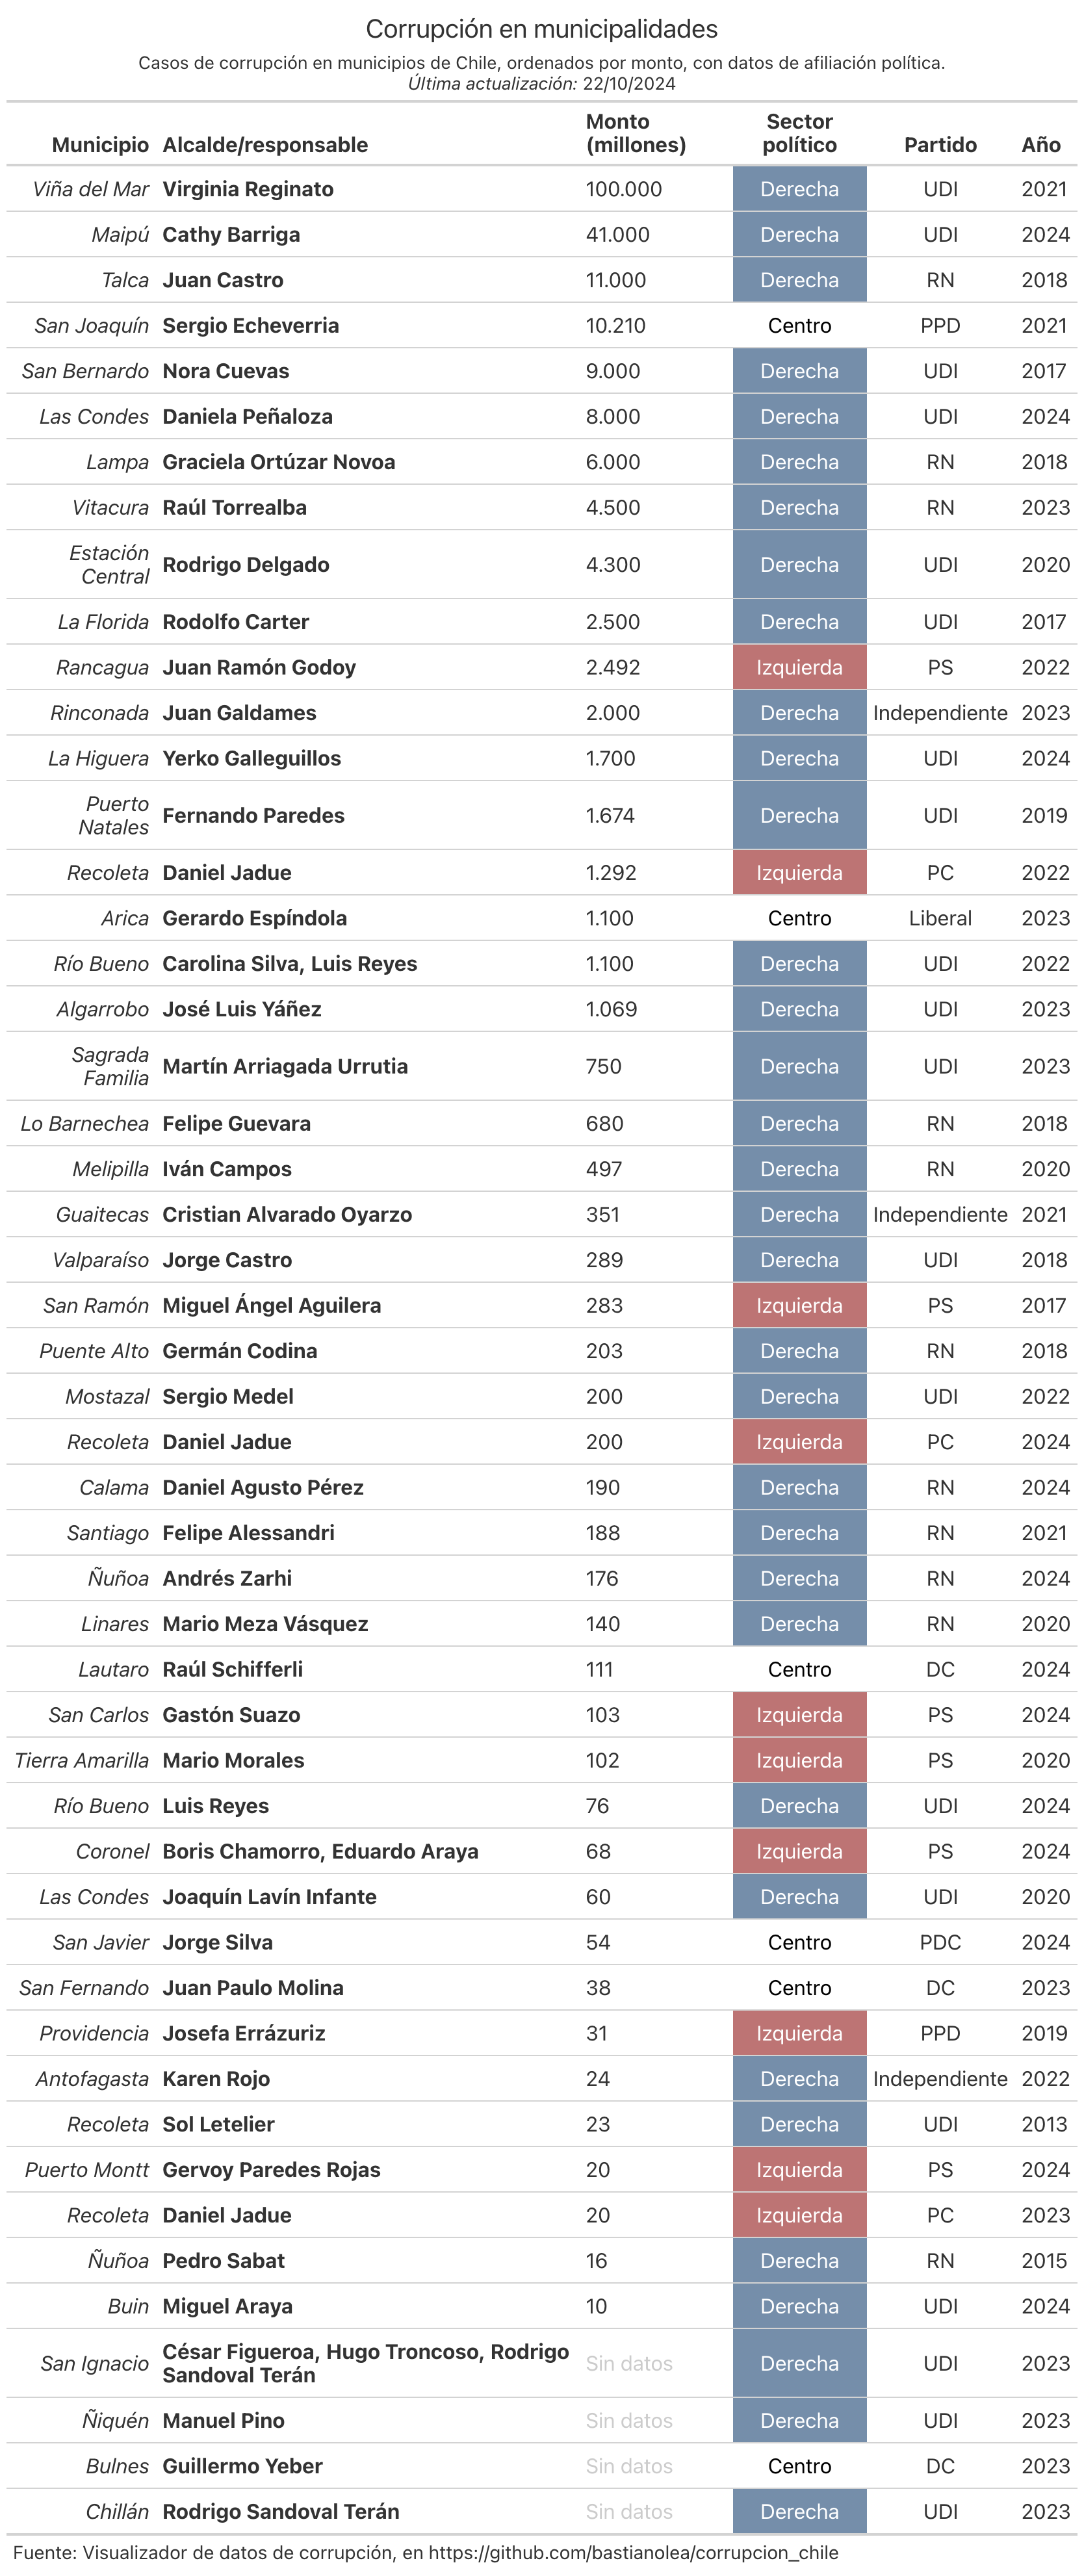 Corrupción en municipalidades
Casos de corrupción en municipios de Chile, ordenados por monto, con datos de afiliación política.
Última actualización: 22/10/2024
Municipio Alcalde/responsable Monto (millones) Sector político Partido Año
Viña del Mar Virginia Reginato 100.000 Derecha UDI 2021
Maipú Cathy Barriga 41.000 Derecha UDI 2024
Talca Juan Castro 11.000 Derecha RN 2018
San Joaquín Sergio Echeverria 10.210 Centro PPD 2021
San Bernardo Nora Cuevas 9.000 Derecha UDI 2017
Las Condes Daniela Peñaloza 8.000 Derecha UDI 2024
Lampa Graciela Ortúzar Novoa 6.000 Derecha RN 2018
Vitacura Raúl Torrealba 4.500 Derecha RN 2023
Estación Central Rodrigo Delgado 4.300 Derecha UDI 2020
La Florida Rodolfo Carter 2.500 Derecha UDI 2017
Rancagua Juan Ramón Godoy 2.492 Izquierda PS 2022
Rinconada Juan Galdames 2.000 Derecha Independiente 2023
La Higuera Yerko Galleguillos 1.700 Derecha UDI 2024
Puerto Natales Fernando Paredes 1.674 Derecha UDI 2019
Recoleta Daniel Jadue 1.292 Izquierda PC 2022
Arica Gerardo Espíndola 1.100 Centro Liberal 2023
Río Bueno Carolina Silva, Luis Reyes 1.100 Derecha UDI 2022
Algarrobo José Luis Yáñez 1.069 Derecha UDI 2023
Sagrada Familia Martín Arriagada Urrutia 750 Derecha UDI 2023
Lo Barnechea Felipe Guevara 680 Derecha RN 2018
Melipilla Iván Campos 497 Derecha RN 2020
Guaitecas Cristian Alvarado Oyarzo 351 Derecha Independiente 2021
Valparaíso Jorge Castro 289 Derecha UDI 2018
San Ramón Miguel Ángel Aguilera 283 Izquierda PS 2017
Puente Alto Germán Codina 203 Derecha RN 2018
Mostazal Sergio Medel 200 Derecha UDI 2022
Recoleta Daniel Jadue 200 Izquierda PC 2024
Calama Daniel Agusto Pérez 190 Derecha RN 2024
Santiago Felipe Alessandri 188 Derecha RN 2021
Ñuñoa Andrés Zarhi 176 Derecha RN 2024
Linares Mario Meza Vásquez 140 Derecha RN 2020
Lautaro Raúl Schifferli 111 Centro DC 2024
San Carlos Gastón Suazo 103 Izquierda PS 2024
Tierra Amarilla Mario Morales 102 Izquierda PS 2020
Río Bueno Luis Reyes 76 Derecha UDI 2024
Coronel Boris Chamorro, Eduardo Araya 68 Izquierda PS 2024
Las Condes Joaquín Lavín Infante 60 Derecha UDI 2020
San Javier Jorge Silva 54 Centro PDC 2024
San Fernando Juan Paulo Molina 38 Centro DC 2023
Providencia Josefa Errázuriz 31 Izquierda PPD 2019
Antofagasta Karen Rojo 24 Derecha Independiente 2022
Recoleta Sol Letelier 23 Derecha UDI 2013
Puerto Montt Gervoy Paredes Rojas 20 Izquierda PS 2024
Recoleta Daniel Jadue 20 Izquierda PC 2023
Ñuñoa Pedro Sabat 16 Derecha RN 2015
Buin Miguel Araya 10 Derecha UDI 2024
San Ignacio César Figueroa, Hugo Troncoso, Rodrigo Sandoval Terán Sin datos Derecha UDI 2023
Ñiquén Manuel Pino Sin datos Derecha UDI 2023
Bulnes Guillermo Yeber Sin datos Centro DC 2023
Chillán Rodrigo Sandoval Terán Sin datos Derecha UDI 2023
Fuente: Visualizador de datos de corrupción, en https://github.com/bastianolea/corrupcion_chile